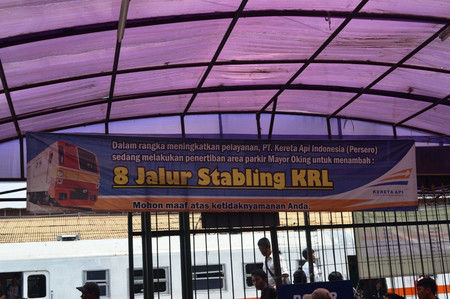 Dalam rangka meningkatkan pelayanan, PT. Kereta Api Indonesia (Persero)
sedang melakukan penertiban area parkir Mayor Oking untuk menambah :
8 Jalur Stabling KRL
Mohon maaf atas ketidaknyamanan Anda.
KERETA API